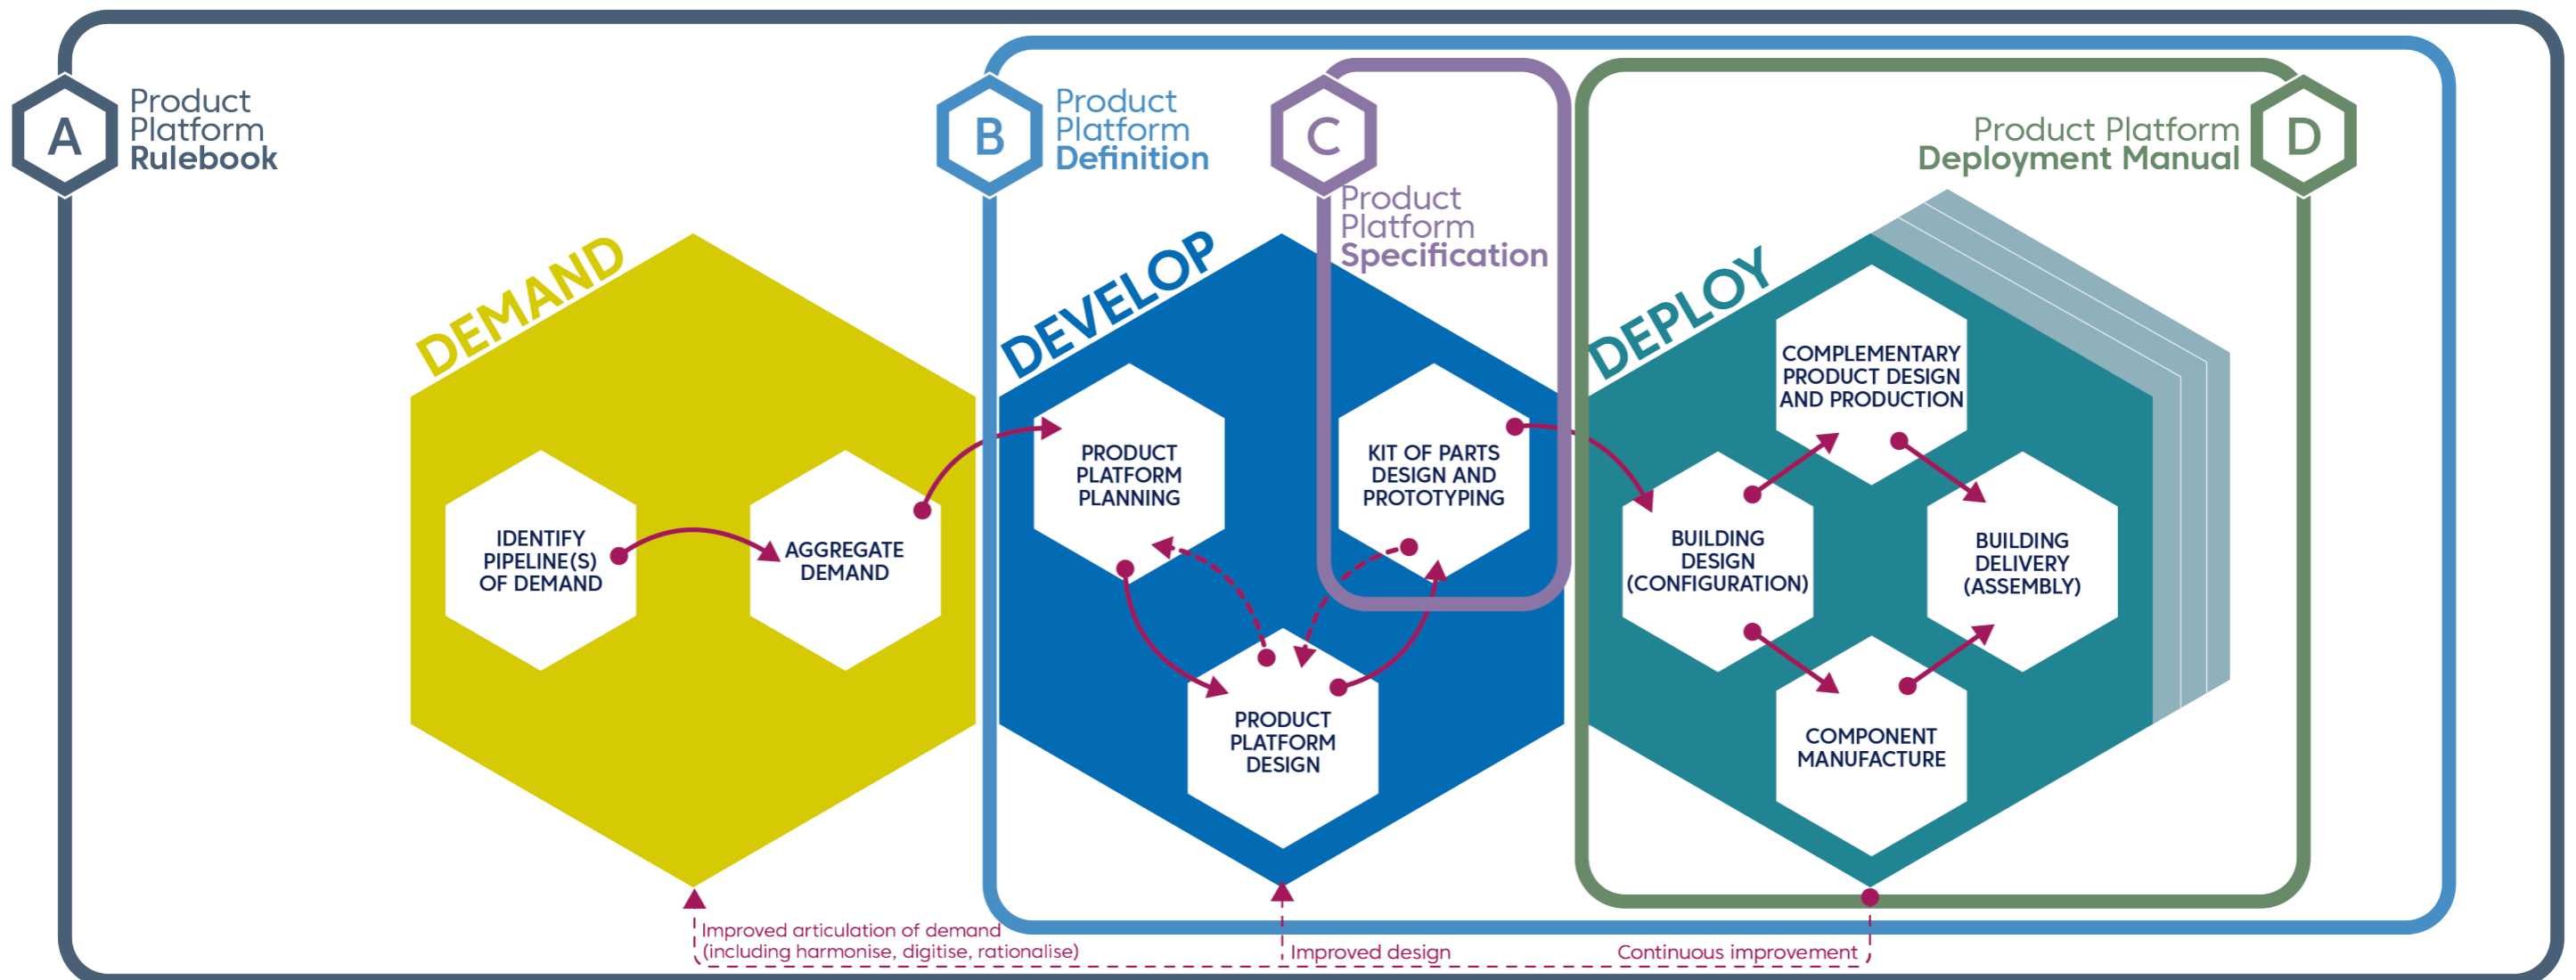 A
Product
Platform
Rulebook
B
Product
Platform
Definition
C
Product
Platform
Specification
Product Platform
Deployment Manual
D
DEMAND
IDENTIFY
PIPELINE(S)
OF DEMAND
AGGREGATE
DEMAND
DEVELOP
PRODUCT
PLATFORM
PLANNING
KIT OF PARTS
DESIGN AND
PROTOTYPING
PRODUCT
PLATFORM
DESIGN
DEPLOY
COMPLEMENTARY
PRODUCT DESIGN
AND PRODUCTION
BUILDING
DESIGN
(CONFIGURATION)
BUILDING
DELIVERY
(ASSEMBLY)
COMPONENT
MANUFACTURE
Improved articulation of demand
(including harmonise, digitise, rationalise)
Improved design
Continuous improvement